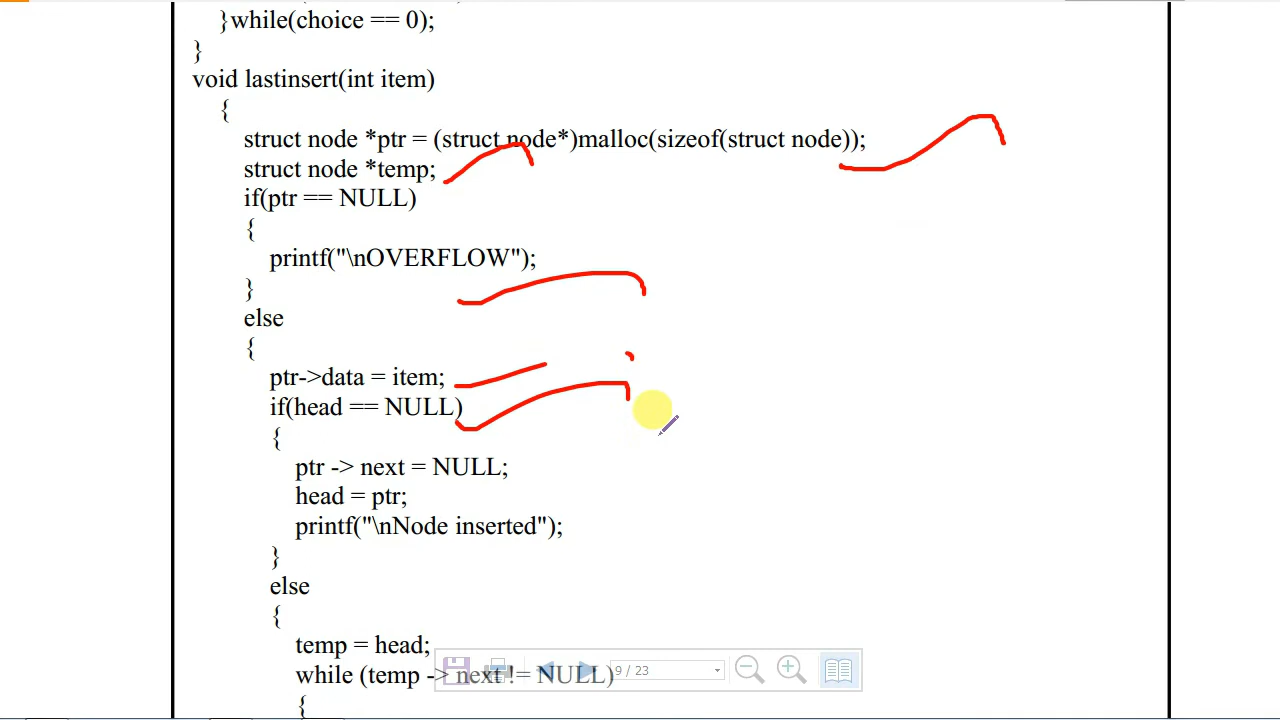 }while(choice == 0);
}
void lastinsert(int item)
{
struct node *ptr = (struct node*)malloc(sizeof(struct node));
struct node *temp;
if(ptr == NULL)
{
printf("\nOVERFLOW");
}
else
{
ptr->data = item;
if(head == NULL)
{
ptr -> next = NULL;
head = ptr;
printf("\nNode inserted");
}
else
{
temp = head;
while (temp -> next != NULL)
9 / 23
{